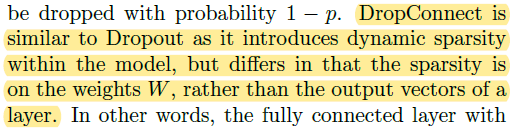 be dropped with probability 1 − p. DropConnect is
similar to Dropout as it introduces dynamic sparsity
within the model, but differs in that the sparsity is
on the weights W, rather than the output vectors of a
layer. In other words, the fully connected layer with